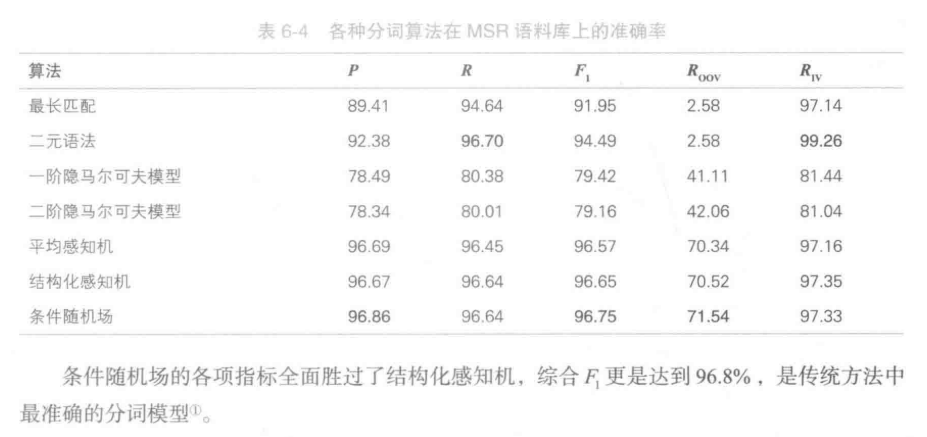 表 6-4 各种分词算法在 MSR 语料库上的准确率
算法 P R F₁ R_OOV R_IV
最长匹配 89.41 94.64 91.95 2.58 97.14
二元语法 92.38 96.70 94.49 2.58 99.26
一阶隐马尔可夫模型 78.49 80.38 79.42 41.11 81.44
二阶隐马尔可夫模型 78.34 80.01 79.16 42.06 81.04
平均感知机 96.69 96.45 96.57 70.34 97.16
结构化感知机 96.67 96.64 96.65 70.52 97.35
条件随机场 96.86 96.64 96.75 71.54 97.33
条件随机场的各项指标全面胜过了结构化感知机，综合 F₁ 更是达到 96.8%，是传统方法中
最准确的分词模型①。